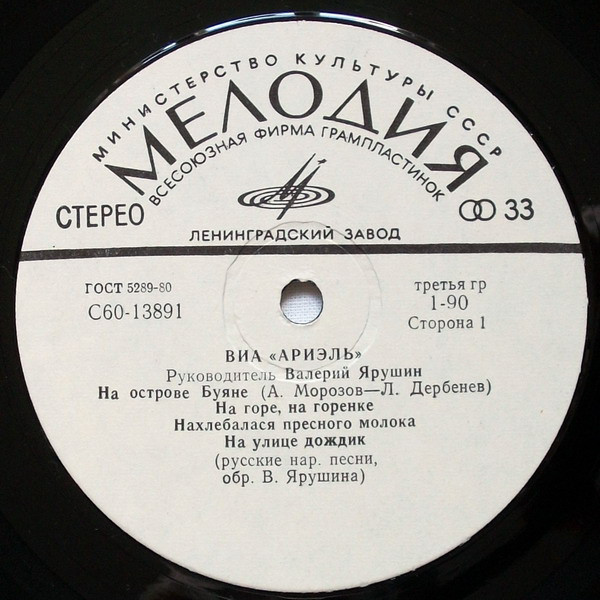 МИНИСТЕРСТВО КУЛЬТУРЫ СССР
МЕЛОДИЯ
ВСЕСОЮЗНАЯ ФИРМА ГРАМПЛАСТИНОК
СТЕРЕО
33
ЛЕНИНГРАДСКИЙ ЗАВОД
ГОСТ 5289-80
С60-13891
третья гр
1-90
Сторона 1
ВИА «АРИЭЛЬ»
Руководитель Валерий Ярушин
На острове Буяне (А. Морозов—Л. Дербенев)
На горе, на горенке
Нахлебалася пресного молока
На улице дождик
(русские нар. песни,
обр. В. Ярушина)